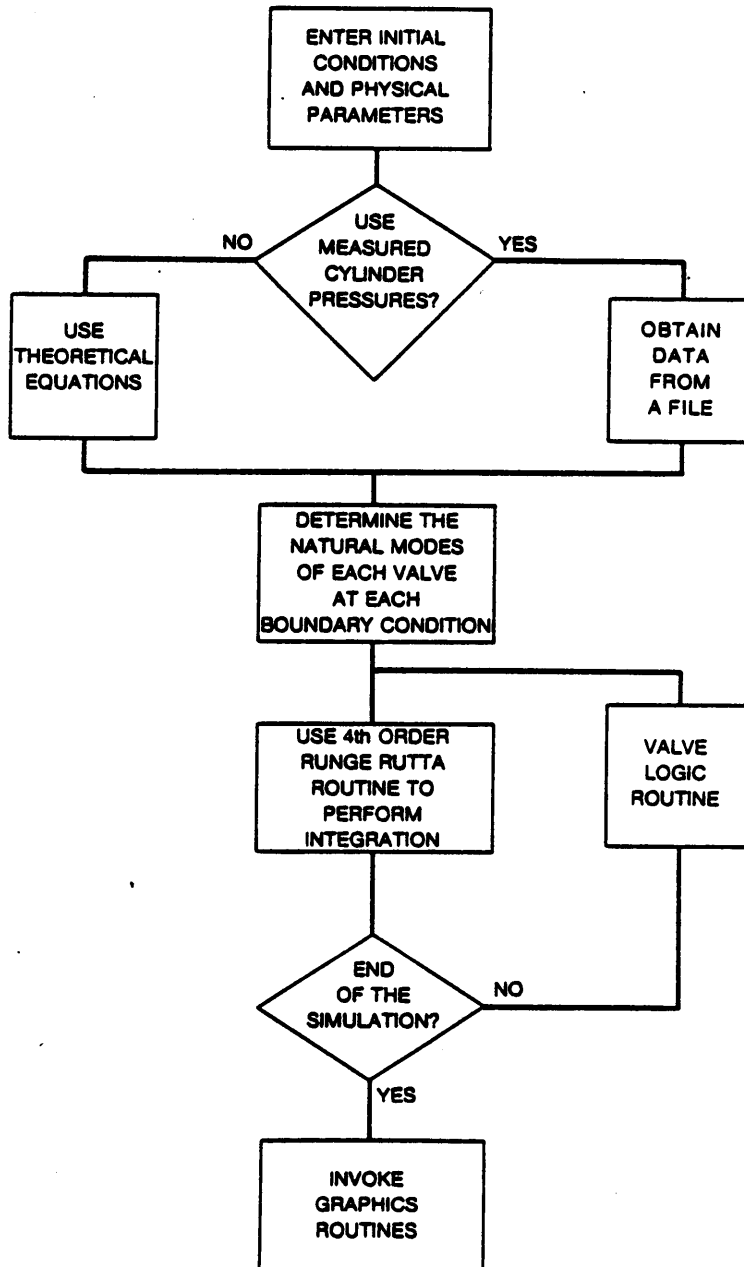 ENTER INITIAL
CONDITIONS
AND PHYSICAL
PARAMETERS
USE
MEASURED
CYLINDER
PRESSURES?
NO
YES
USE
THEORETICAL
EQUATIONS
OBTAIN
DATA
FROM
A FILE
DETERMINE THE
NATURAL MODES
OF EACH VALVE
AT EACH
BOUNDARY CONDITION
USE 4th ORDER
RUNGE RUTTA
ROUTINE TO
PERFORM
INTEGRATION
VALVE
LOGIC
ROUTINE
END
OF THE
SIMULATION?
NO
YES
INVOKE
GRAPHICS
ROUTINES